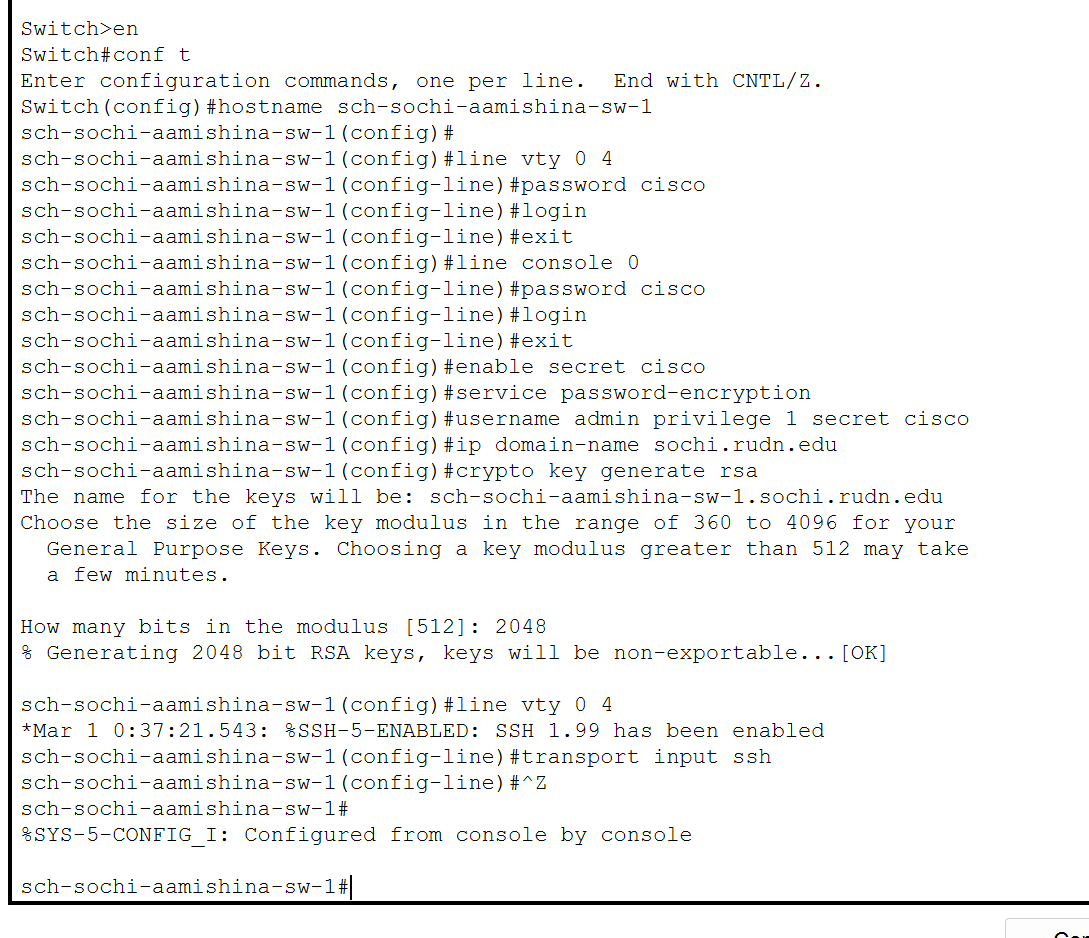 Switch>en
Switch#conf t
Enter configuration commands, one per line.  End with CNTL/Z.
Switch(config)#hostname sch-sochi-aamishina-sw-1
sch-sochi-aamishina-sw-1(config)#
sch-sochi-aamishina-sw-1(config)#line vty 0 4
sch-sochi-aamishina-sw-1(config-line)#password cisco
sch-sochi-aamishina-sw-1(config-line)#login
sch-sochi-aamishina-sw-1(config-line)#exit
sch-sochi-aamishina-sw-1(config)#line console 0
sch-sochi-aamishina-sw-1(config-line)#password cisco
sch-sochi-aamishina-sw-1(config-line)#login
sch-sochi-aamishina-sw-1(config-line)#exit
sch-sochi-aamishina-sw-1(config)#enable secret cisco
sch-sochi-aamishina-sw-1(config)#service password-encryption
sch-sochi-aamishina-sw-1(config)#username admin privilege 1 secret cisco
sch-sochi-aamishina-sw-1(config)#ip domain-name sochi.rudn.edu
sch-sochi-aamishina-sw-1(config)#crypto key generate rsa
The name for the keys will be: sch-sochi-aamishina-sw-1.sochi.rudn.edu
Choose the size of the key modulus in the range of 360 to 4096 for your
  General Purpose Keys. Choosing a key modulus greater than 512 may take
  a few minutes.

How many bits in the modulus [512]: 2048
% Generating 2048 bit RSA keys, keys will be non-exportable...[OK]

sch-sochi-aamishina-sw-1(config)#line vty 0 4
*Mar 1 0:37:21.543: %SSH-5-ENABLED: SSH 1.99 has been enabled
sch-sochi-aamishina-sw-1(config-line)#transport input ssh
sch-sochi-aamishina-sw-1(config-line)#^Z
sch-sochi-aamishina-sw-1#
%SYS-5-CONFIG_I: Configured from console by console

sch-sochi-aamishina-sw-1#